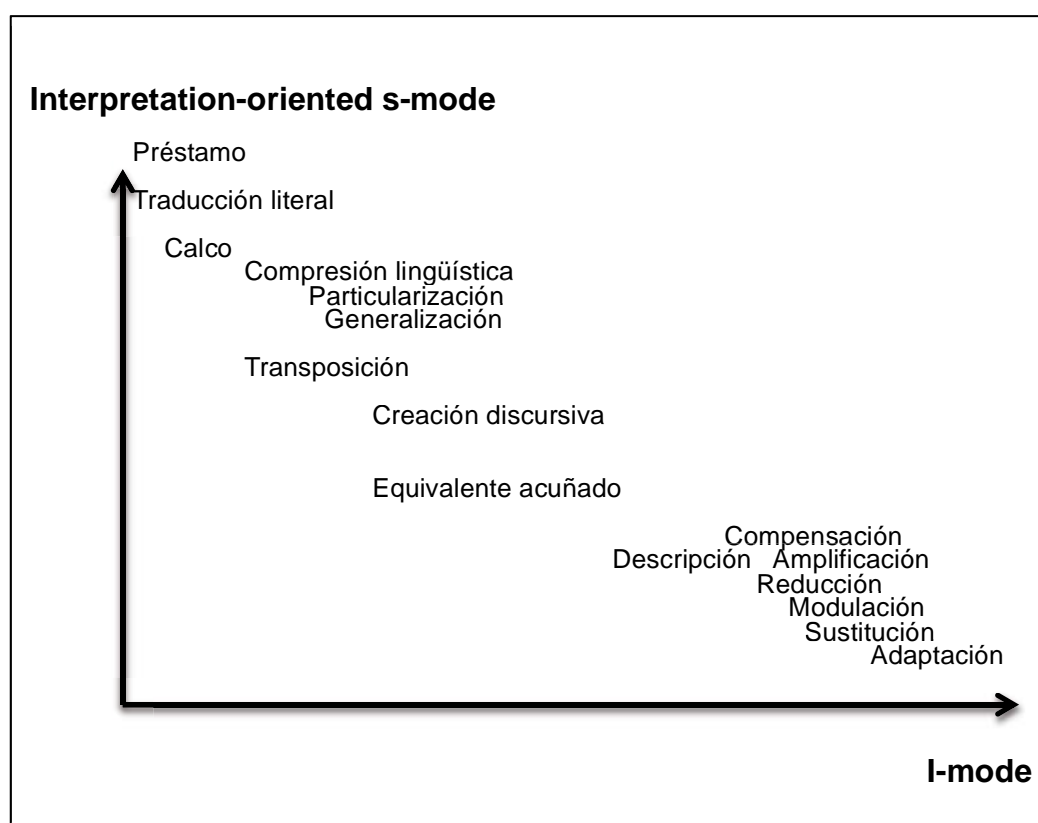 Interpretation-oriented s-mode
Préstamo
Traducción literal
Calco
Compresión lingüística
Particularización
Generalización
Transposición
Creación discursiva
Equivalente acuñado
Compensación
Descripción Amplificación
Reducción
Modulación
Sustitución
Adaptación
I-mode